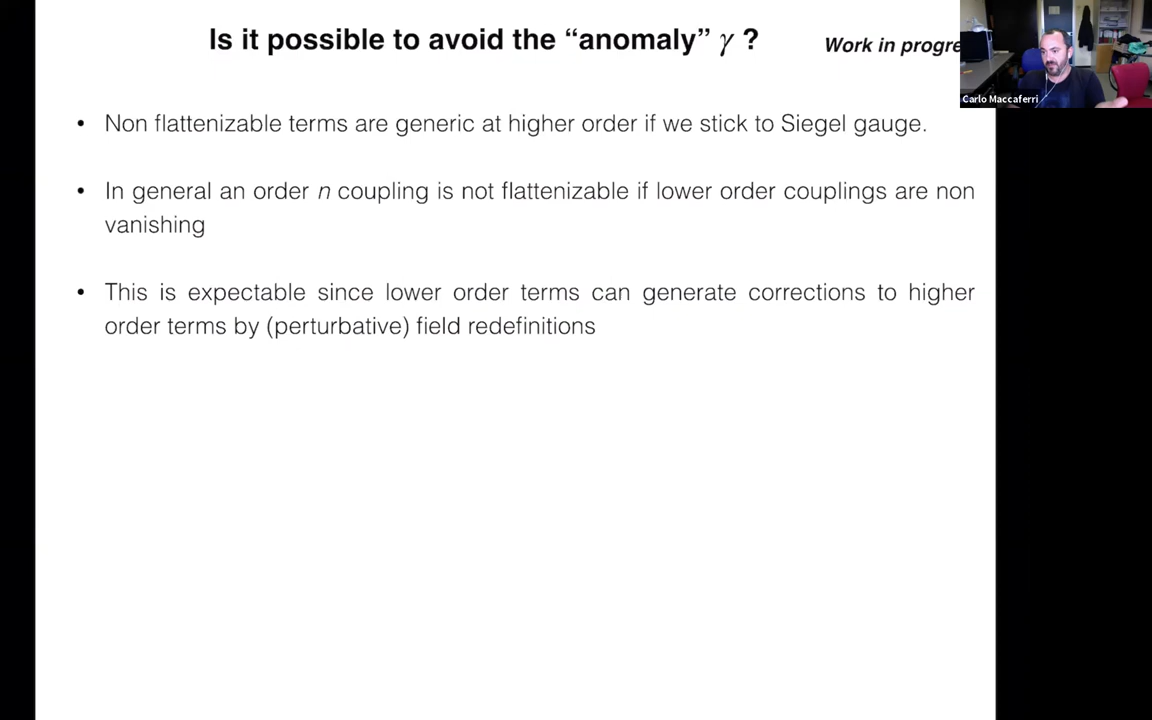 Is it possible to avoid the “anomaly” γ ?
Work in progre
Carlo Maccaferri
• Non flattenizable terms are generic at higher order if we stick to Siegel gauge.
• In general an order n coupling is not flattenizable if lower order couplings are non
vanishing
• This is expectable since lower order terms can generate corrections to higher
order terms by (perturbative) field redefinitions